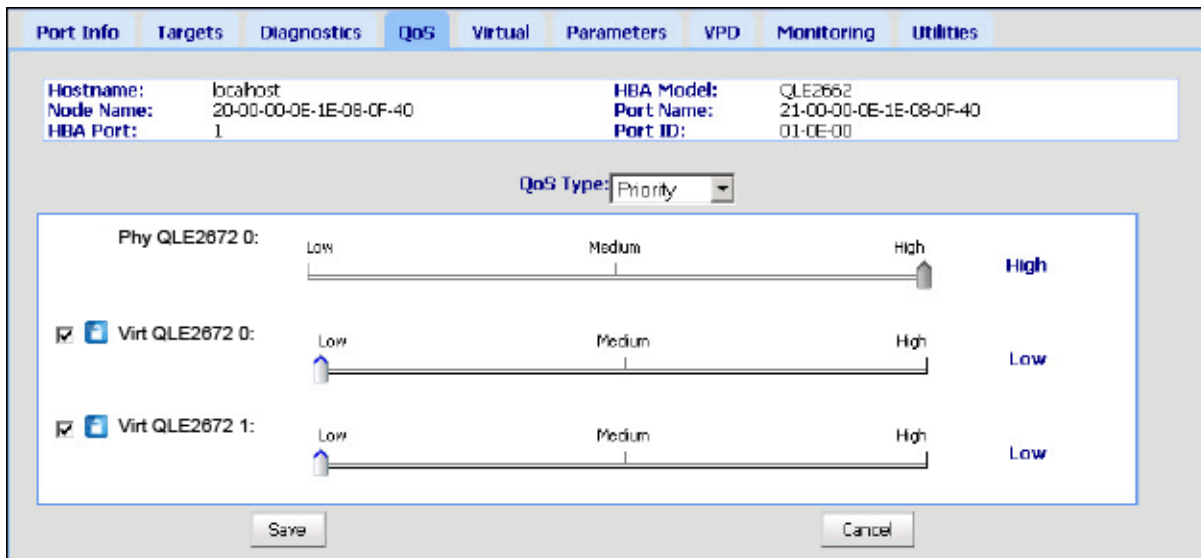 Port Info Targets Diagnostics QoS Virtual Parameters VPD Monitoring Utilities
Hostname: localhost HBA Model: QLE2662
Node Name: 20-00-00-0E-1E-08-0F-40 Port Name: 21-00-00-0E-1E-08-0F-40
HBA Port: 1 Port ID: 01-0E-00
QoS Type: Priority
Phy QLE2672 0: Low Medium High High
Virt QLE2672 0: Low Medium High Low
Virt QLE2672 1: Low Medium High Low
Save Cancel